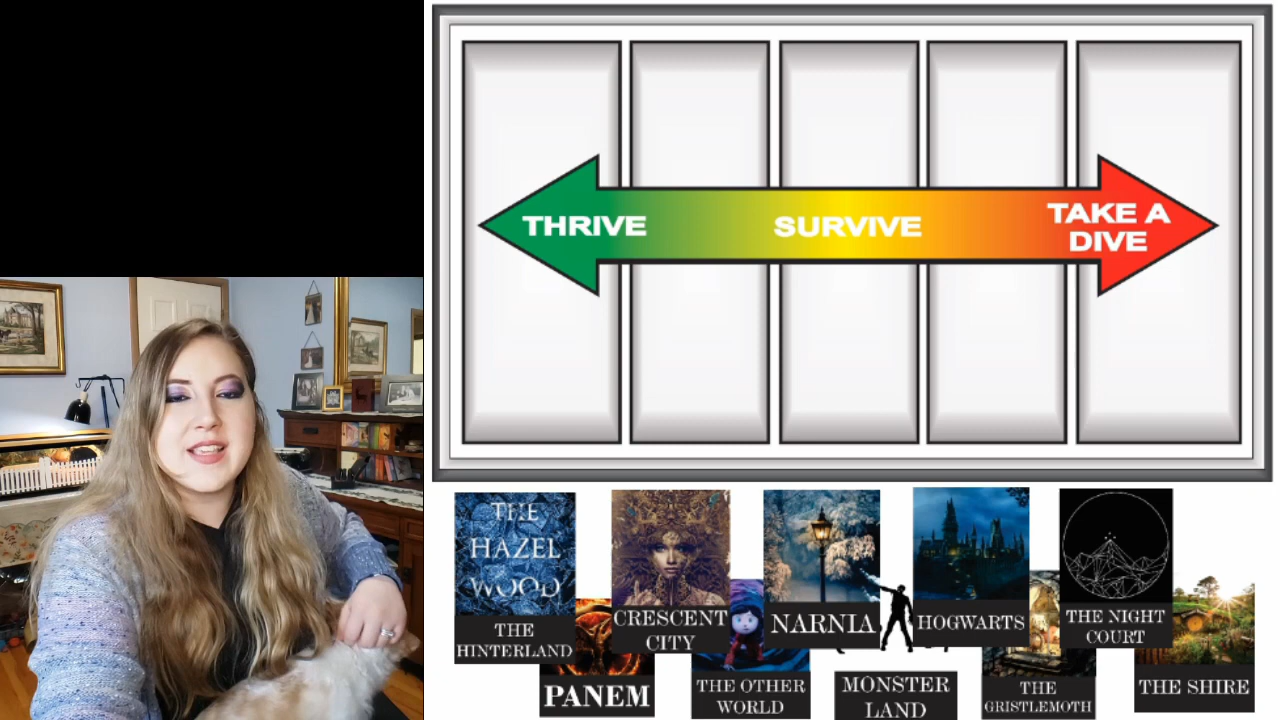 THRIVE
SURVIVE
TAKE A
DIVE
THE
HAZEL
WOOD
THE
HINTERLAND
CRESCENT
CITY
NARNIA
HOGWARTS
THE NIGHT
COURT
PANEM
THE OTHER
WORLD
MONSTER
LAND
THE
GRISTLEMOTH
THE SHIRE